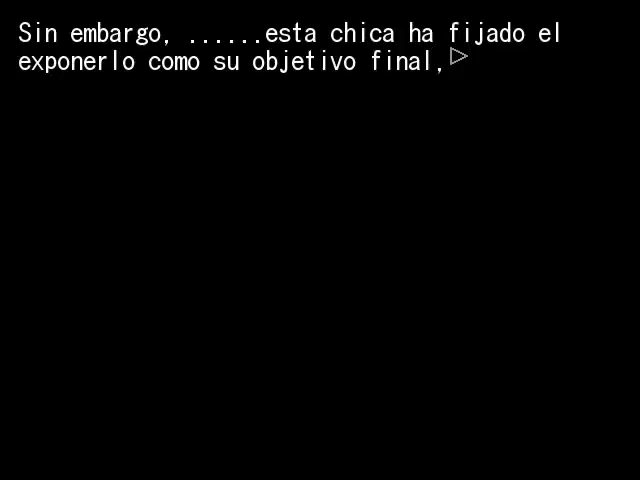 Sin embargo, ......esta chica ha fijado el
exponerlo como su objetivo final,